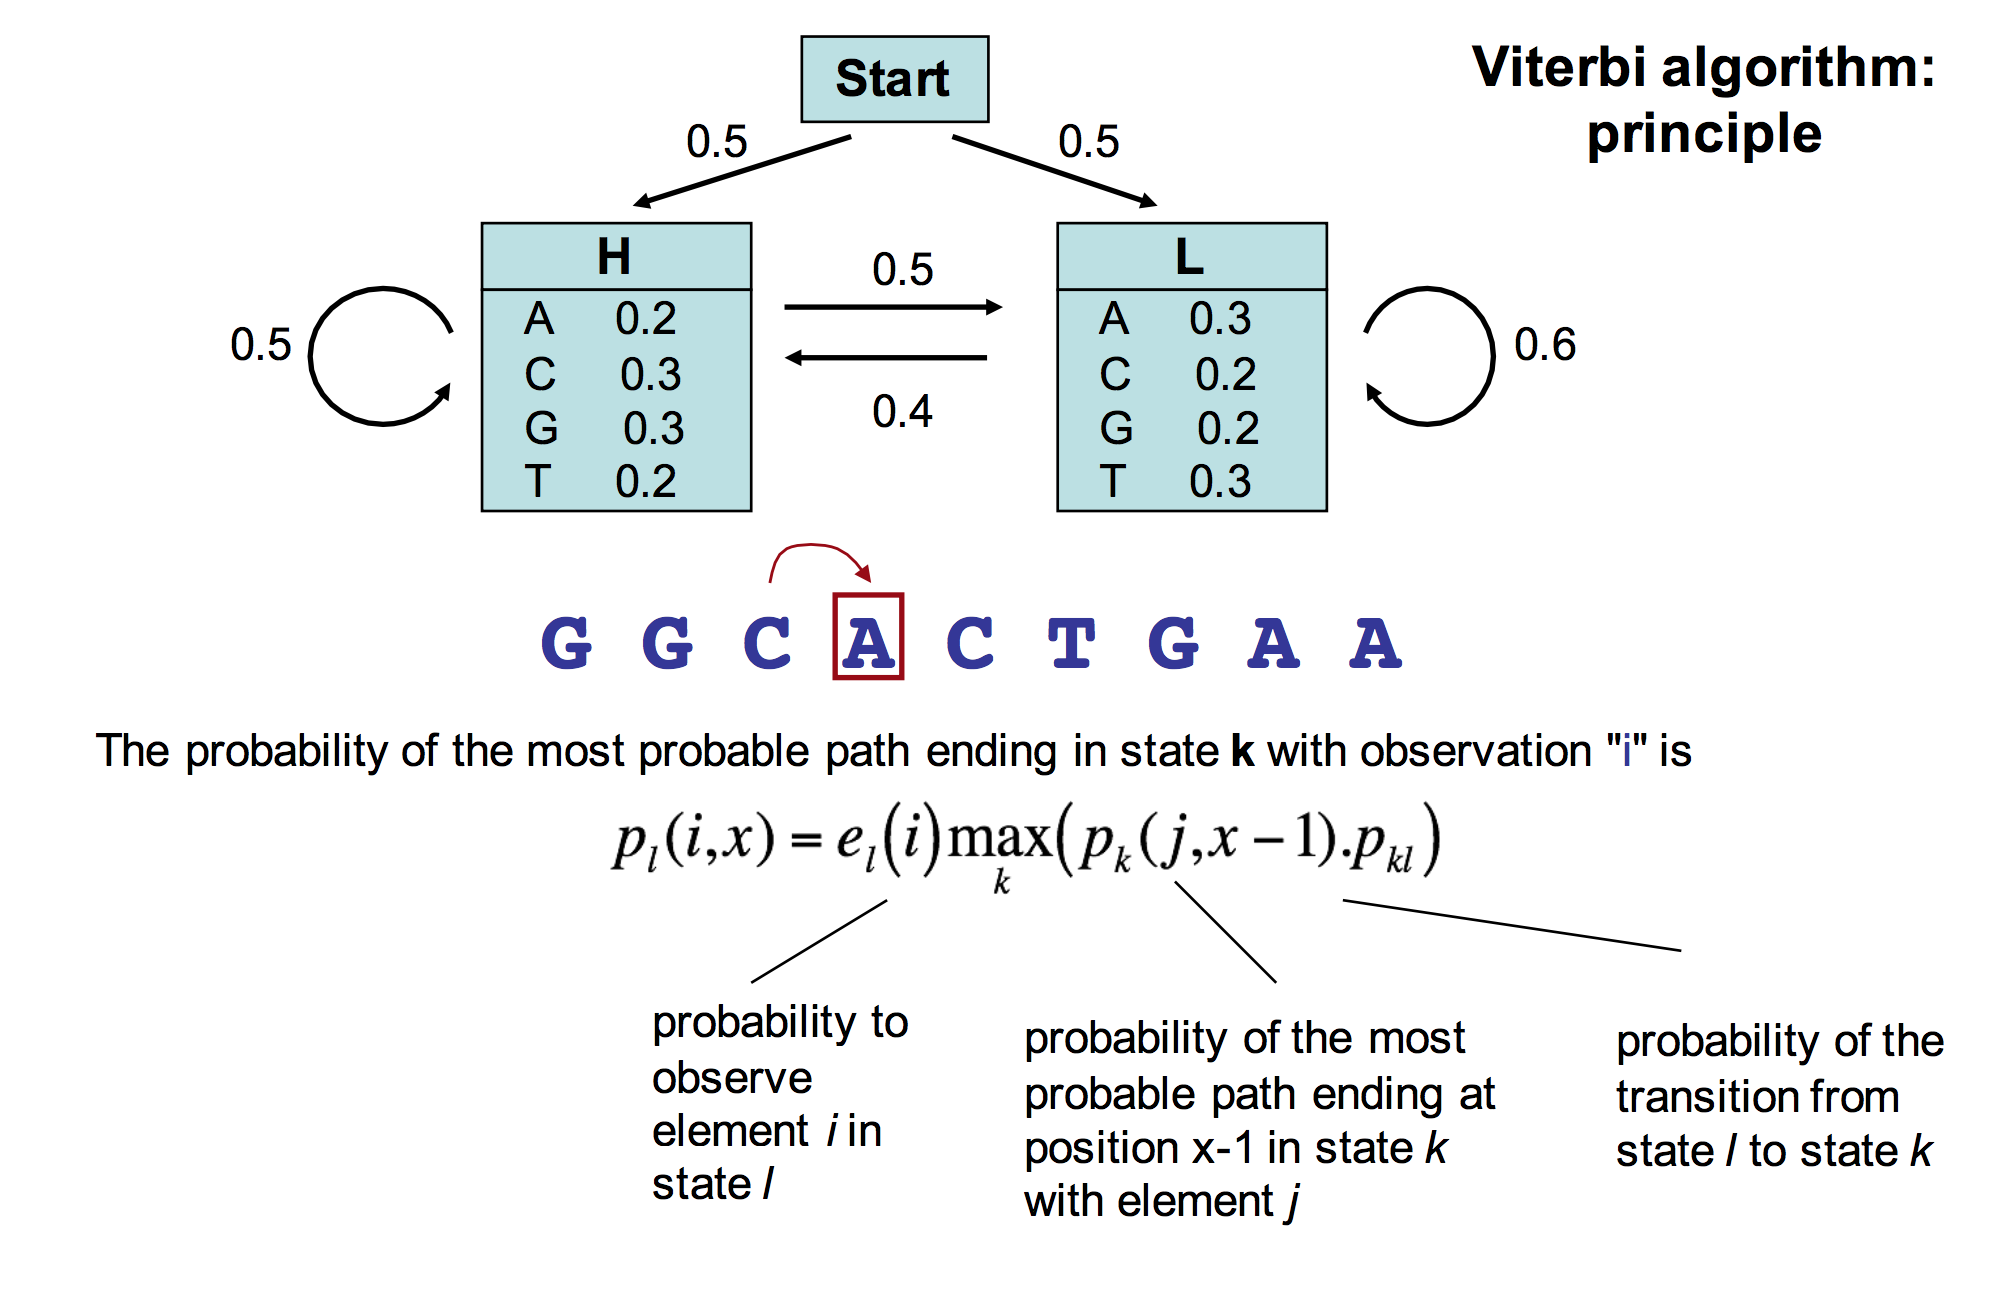 Viterbi algorithm:
principle
Start
0.5
0.5
H
A 0.2
C 0.3
G 0.3
T 0.2
0.5
0.5
0.4
L
A 0.3
C 0.2
G 0.2
T 0.3
0.6
G G C A C T G A A
The probability of the most probable path ending in state k with observation "i" is
p_l(i,x) = e_l(i) max_k (p_k(j,x − 1).p_kl)
probability to
observe
element i in
state l
probability of the most
probable path ending at
position x-1 in state k
with element j
probability of the
transition from
state l to state k